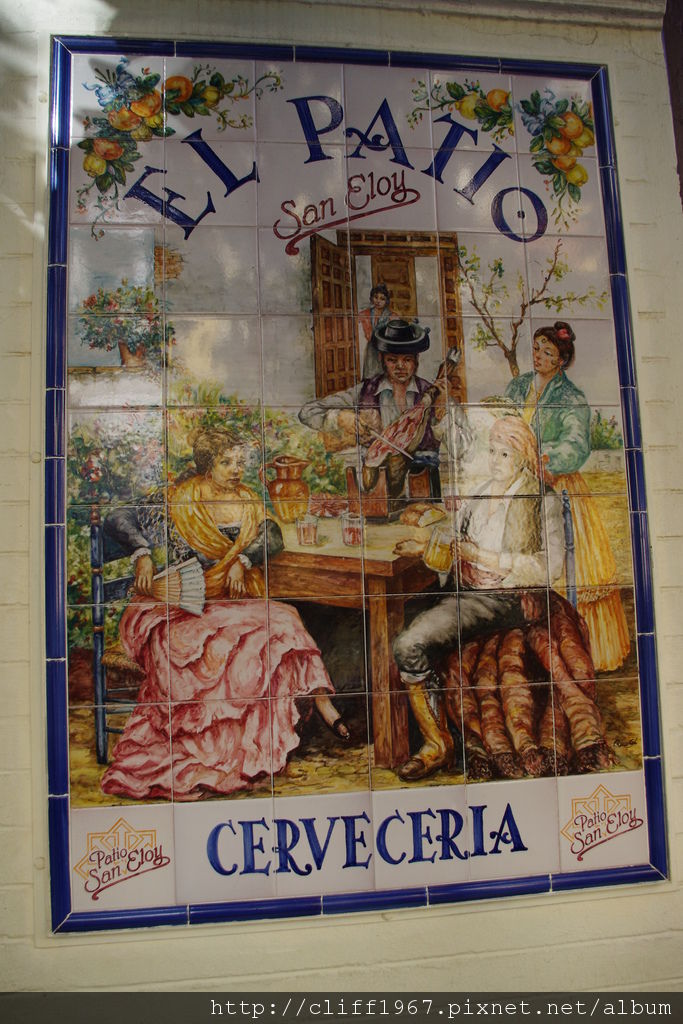 EL PATIO
San Eloy
CERVECERIA
Patio
San Eloy
Patio
San Eloy
http://cliff1967.pixnet.net/album